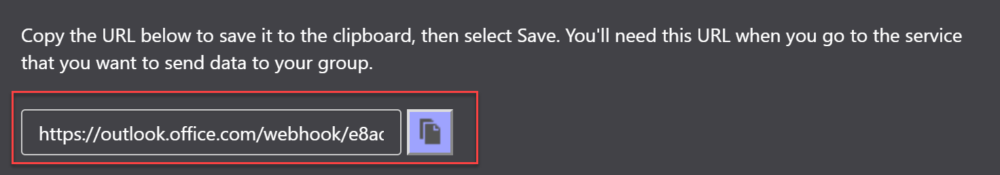 Copy the URL below to save it to the clipboard, then select Save. You'll need this URL when you go to the service
that you want to send data to your group.
https://outlook.office.com/webhook/e8ac